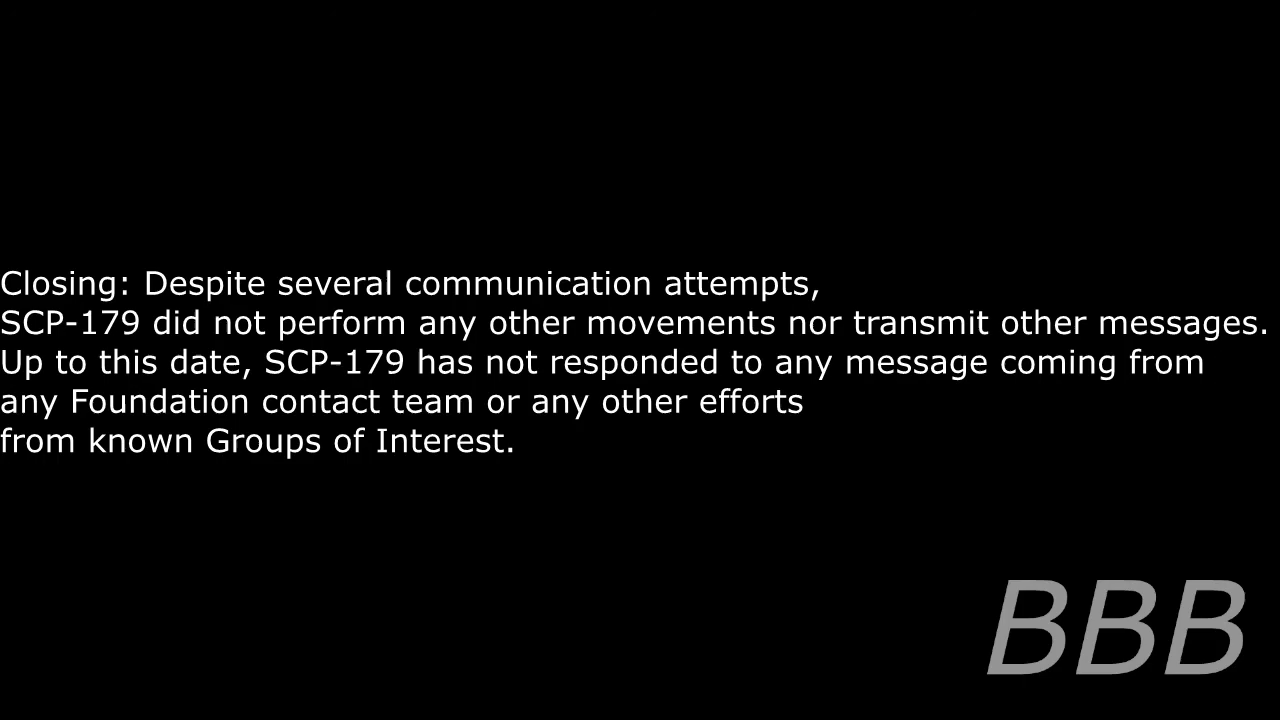 Closing: Despite several communication attempts,
SCP-179 did not perform any other movements nor transmit other messages.
Up to this date, SCP-179 has not responded to any message coming from
any Foundation contact team or any other efforts
from known Groups of Interest.
BBB